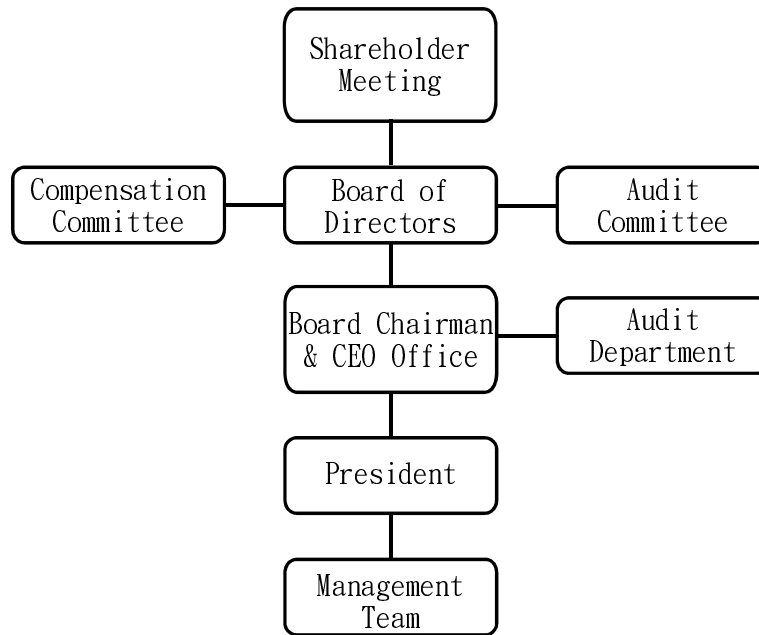 Shareholder
Meeting
Compensation
Committee
Board of
Directors
Audit
Committee
Board Chairman
& CEO Office
Audit
Department
President
Management
Team